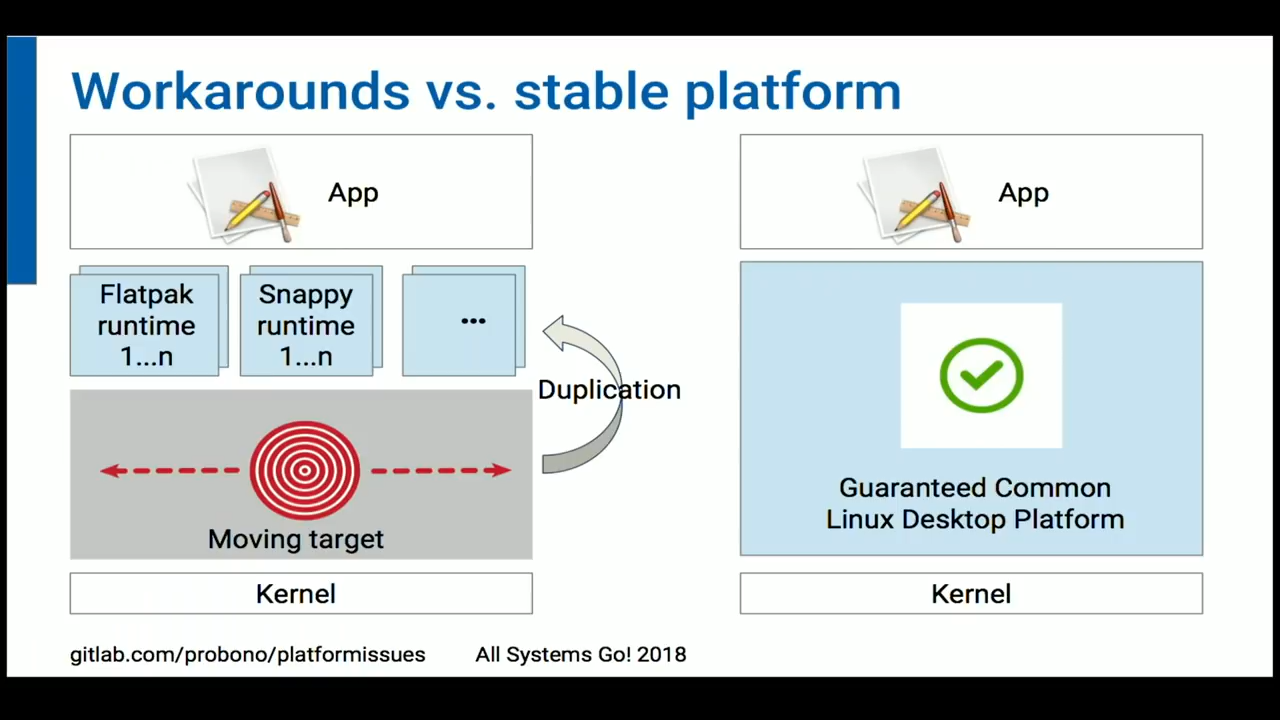 Workarounds vs. stable platform
App
Flatpak
runtime
1...n
Snappy
runtime
1...n
...
Duplication
Moving target
Kernel
App
Guaranteed Common
Linux Desktop Platform
Kernel
gitlab.com/probono/platformissues
All Systems Go! 2018